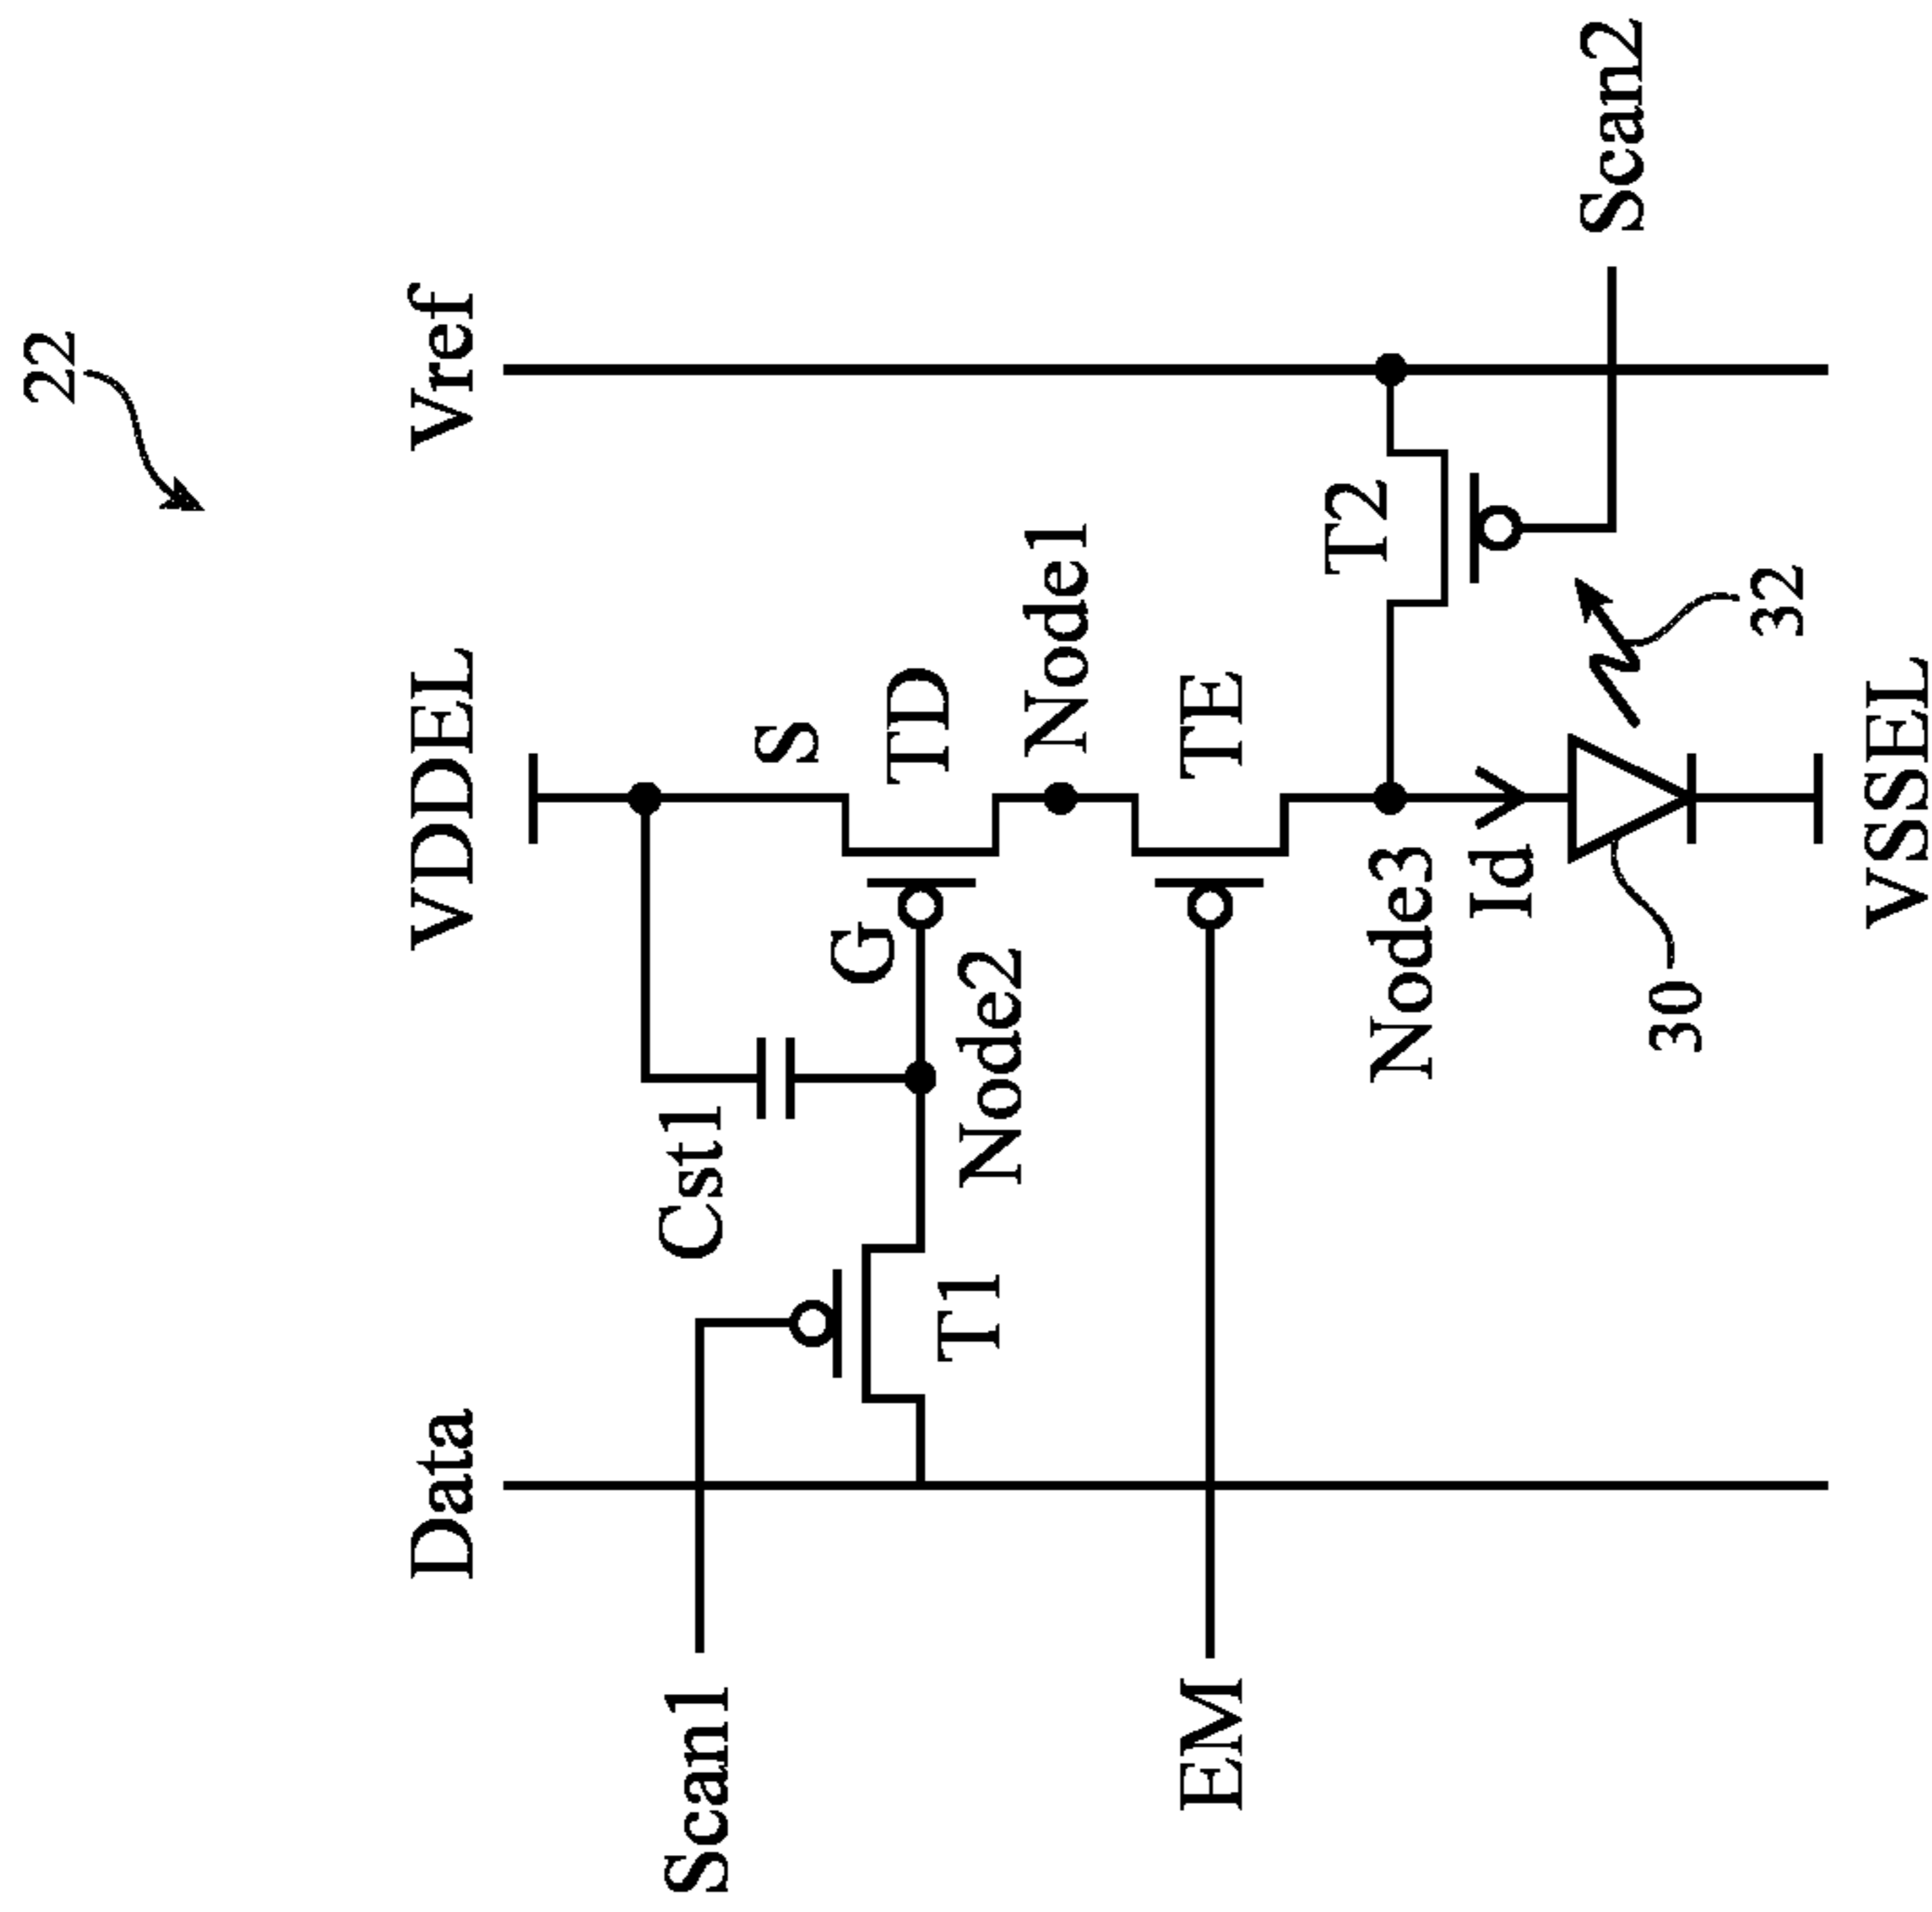 22
Data
VDDEL
Vref
Scan1
Cst1
S
G
TD
T1
Node2
Node1
EM
TE
T2
Node3
Id
Scan2
30
32
VSSEL